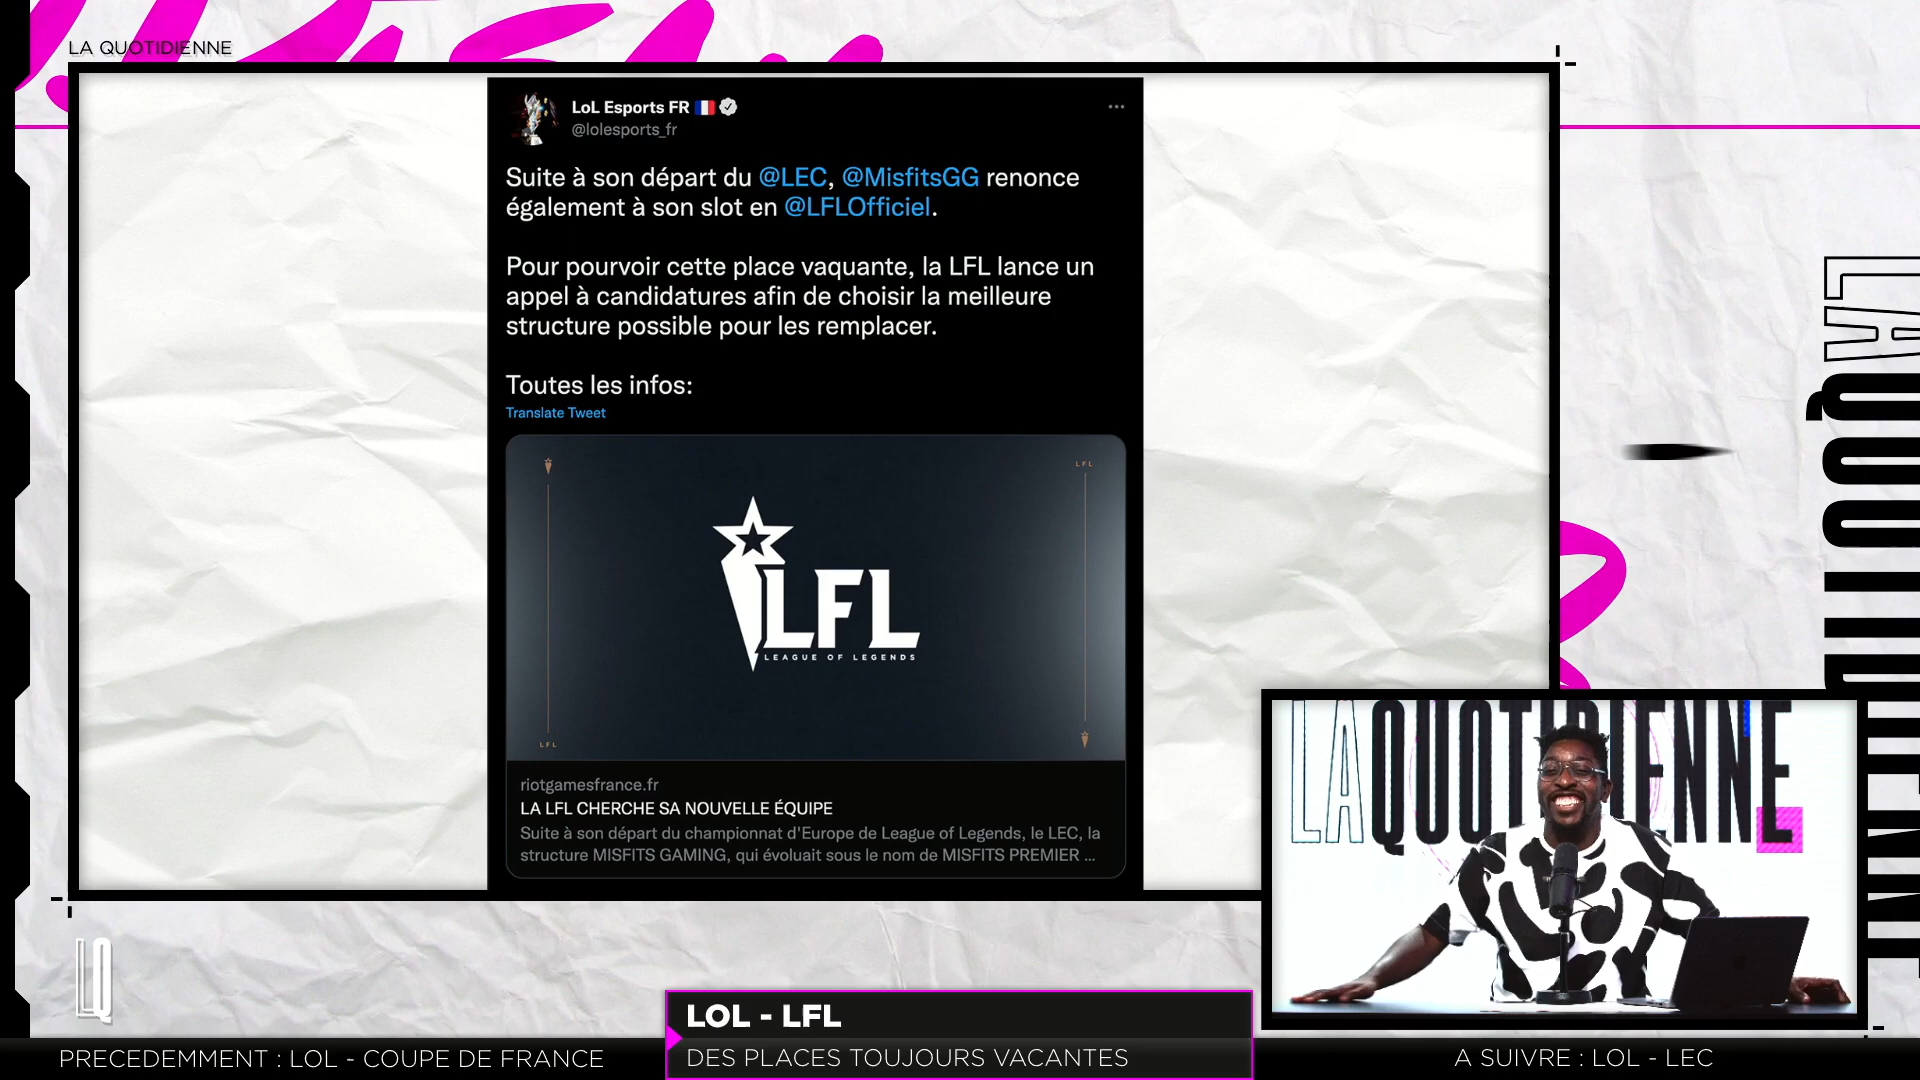 LA QUOTIDIENNE
LoL Esports FR
@lolesports_fr
Suite à son départ du @LEC, @MisfitsGG renonce
également à son slot en @LFLOfficiel.
Pour pourvoir cette place vaquante, la LFL lance un
appel à candidatures afin de choisir la meilleure
structure possible pour les remplacer.
Toutes les infos:
Translate Tweet
LFL
LFL
LEAGUE OF LEGENDS
LFL
riotgamesfrance.fr
LA LFL CHERCHE SA NOUVELLE ÉQUIPE
Suite à son départ du championnat d'Europe de League of Legends, le LEC, la
structure MISFITS GAMING, qui évoluait sous le nom de MISFITS PREMIER ...
LA QUOTIDIENNE
LAQUOTIDIENNE
LQ
LOL - LFL
DES PLACES TOUJOURS VACANTES
PRECEDEMMENT : LOL - COUPE DE FRANCE
A SUIVRE : LOL - LEC